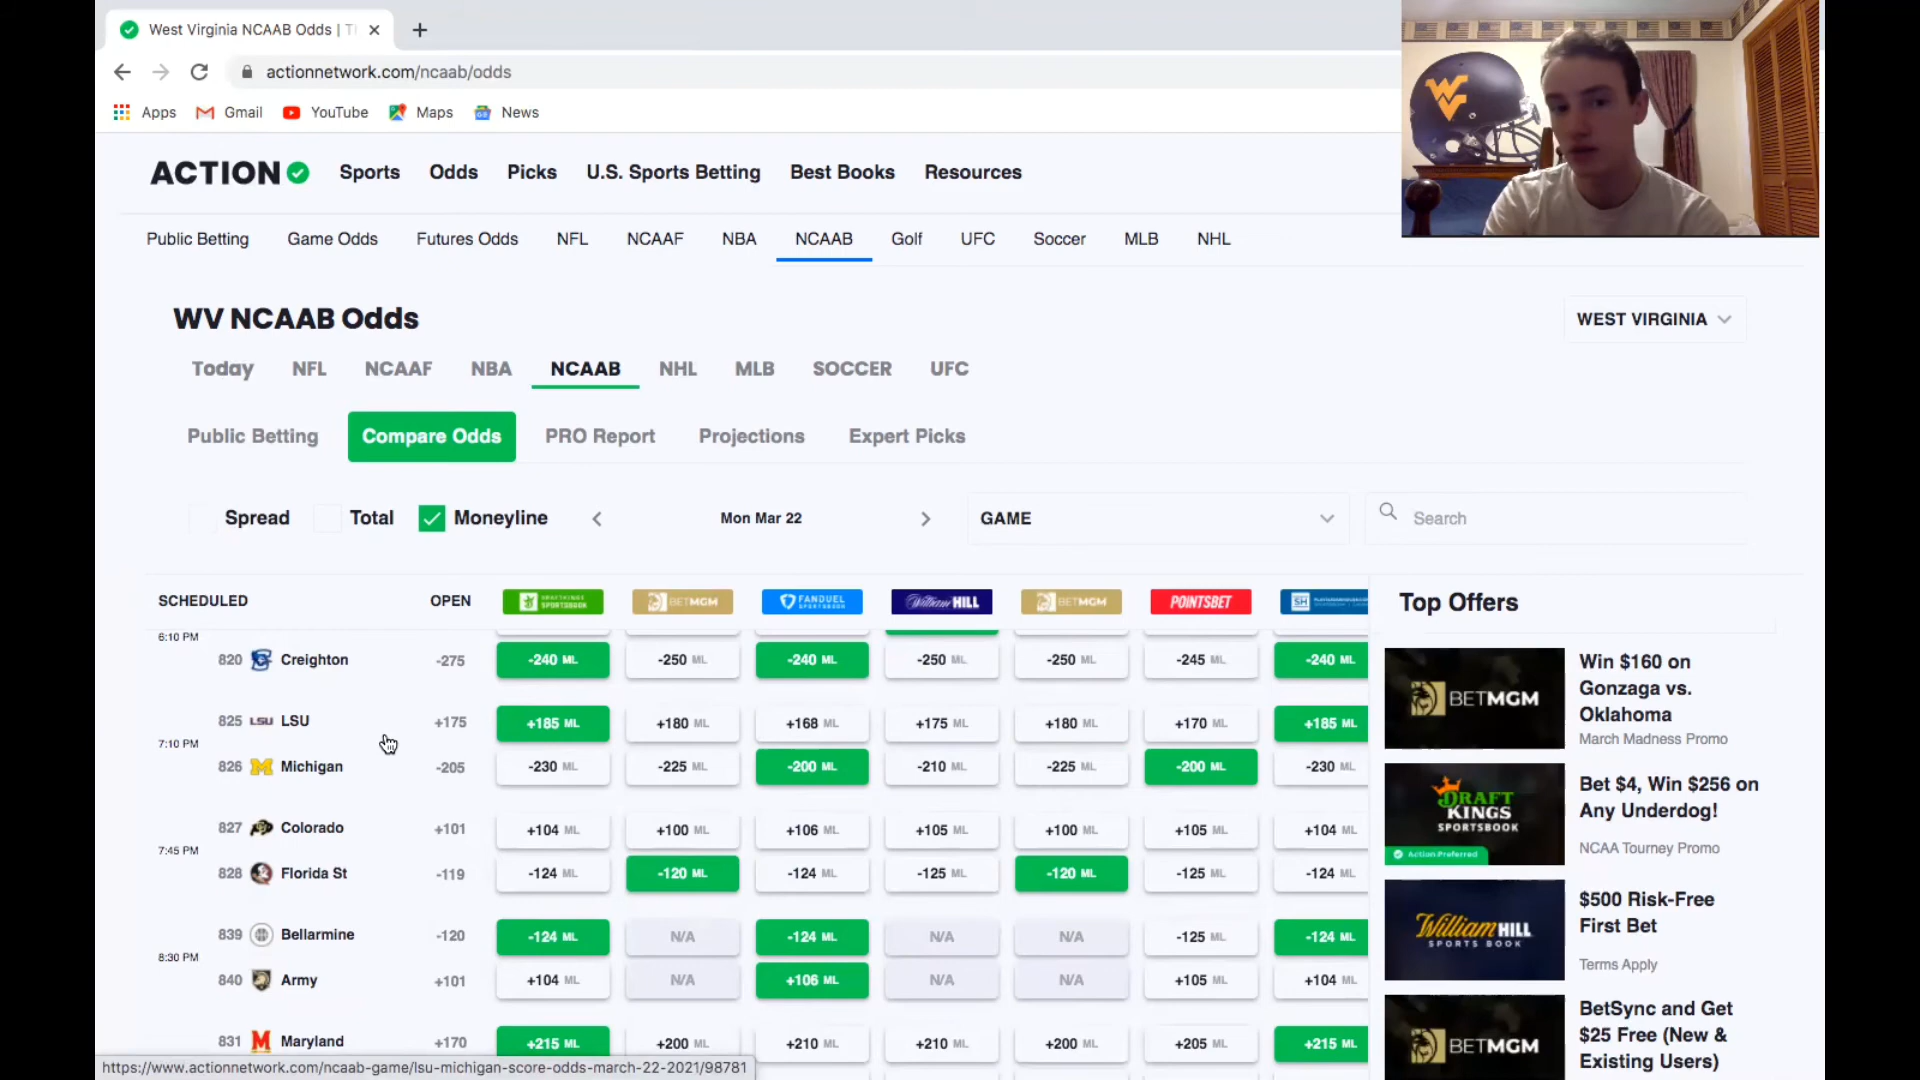 West Virginia NCAAB Odds | T
actionnetwork.com/ncaab/odds
Apps Gmail YouTube Maps News
ACTION Sports Odds Picks U.S. Sports Betting Best Books Resources
Public Betting Game Odds Futures Odds NFL NCAAF NBA NCAAB Golf UFC Soccer MLB NHL
WV NCAAB Odds
WEST VIRGINIA
Today NFL NCAAF NBA NCAAB NHL MLB SOCCER UFC
Public Betting Compare Odds PRO Report Projections Expert Picks
Spread Total Moneyline Mon Mar 22 GAME Search
SCHEDULED OPEN DRAFTKINGS SPORTSBOOK BETMGM FANDUEL SPORTSBOOK William HILL BETMGM POINTSBET SH
6:10 PM
820 Creighton -275 -240 ML -250 ML -240 ML -250 ML -250 ML -245 ML -240 ML
825 LSU LSU +175 +185 ML +180 ML +168 ML +175 ML +180 ML +170 ML +185 ML
7:10 PM
826 M Michigan -205 -230 ML -225 ML -200 ML -210 ML -225 ML -200 ML -230 ML
827 Colorado +101 +104 ML +100 ML +106 ML +105 ML +100 ML +105 ML +104 ML
7:45 PM
828 Florida St -119 -124 ML -120 ML -124 ML -125 ML -120 ML -125 ML -124 ML
839 Bellarmine -120 -124 ML N/A -124 ML N/A N/A -125 ML -124 ML
8:30 PM
840 Army +101 +104 ML N/A +106 ML N/A N/A +105 ML +104 ML
831 M Maryland +170 +215 ML +200 ML +210 ML +210 ML +200 ML +205 ML +215 ML
https://www.actionnetwork.com/ncaab-game/lsu-michigan-score-odds-march-22-2021/98781
Top Offers
BETMGM
Win $160 on
Gonzaga vs.
Oklahoma
March Madness Promo
DRAFT
KINGS
SPORTSBOOK
Action Preferred
Bet $4, Win $256 on
Any Underdog!
NCAA Tourney Promo
William HILL
SPORTS BOOK
$500 Risk-Free
First Bet
Terms Apply
BETMGM
BetSync and Get
$25 Free (New &
Existing Users)
WV